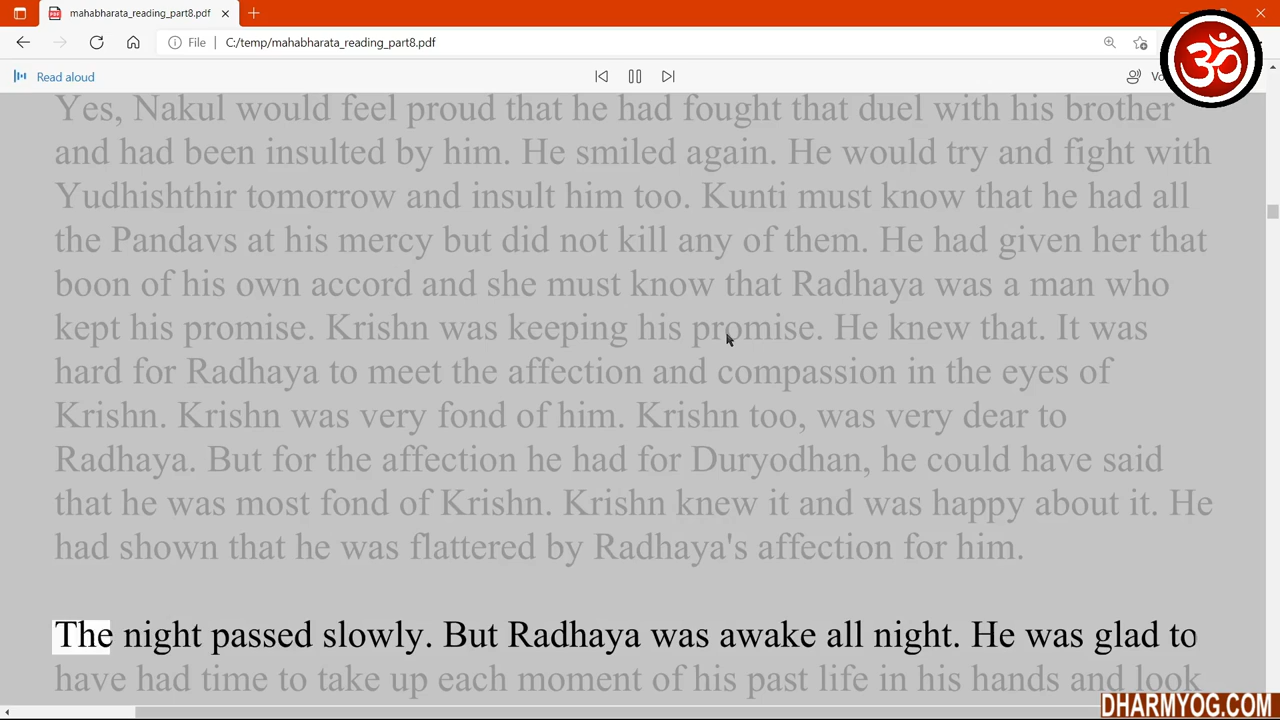 mahabharata_reading_part8.pdf
File C:/temp/mahabharata_reading_part8.pdf
Read aloud
ॐ
Yes, Nakul would feel proud that he had fought that duel with his brother
and had been insulted by him. He smiled again. He would try and fight with
Yudhishthir tomorrow and insult him too. Kunti must know that he had all
the Pandavs at his mercy but did not kill any of them. He had given her that
boon of his own accord and she must know that Radhaya was a man who
kept his promise. Krishn was keeping his promise. He knew that. It was
hard for Radhaya to meet the affection and compassion in the eyes of
Krishn. Krishn was very fond of him. Krishn too, was very dear to
Radhaya. But for the affection he had for Duryodhan, he could have said
that he was most fond of Krishn. Krishn knew it and was happy about it. He
had shown that he was flattered by Radhaya's affection for him.
The night passed slowly. But Radhaya was awake all night. He was glad to
have had time to take up each moment of his past life in his hands and look
DHARMYOG.COM